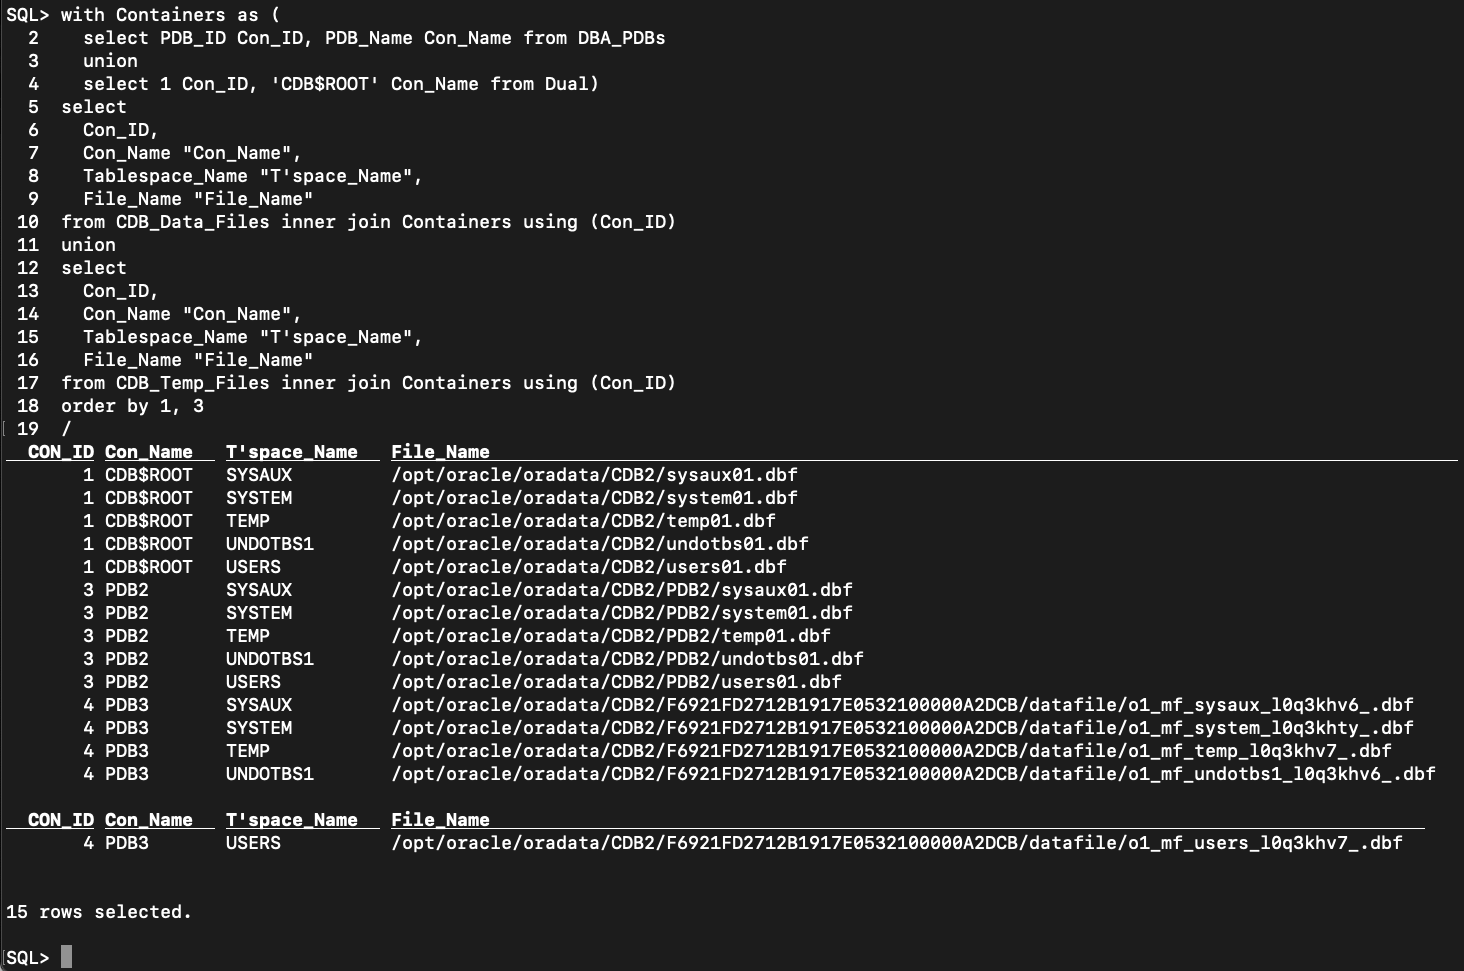 SQL> with Containers as (
  2    select PDB_ID Con_ID, PDB_Name Con_Name from DBA_PDBs
  3    union
  4    select 1 Con_ID, 'CDB$ROOT' Con_Name from Dual)
  5  select
  6    Con_ID,
  7    Con_Name "Con_Name",
  8    Tablespace_Name "T'space_Name",
  9    File_Name "File_Name"
 10  from CDB_Data_Files inner join Containers using (Con_ID)
 11  union
 12  select
 13    Con_ID,
 14    Con_Name "Con_Name",
 15    Tablespace_Name "T'space_Name",
 16    File_Name "File_Name"
 17  from CDB_Temp_Files inner join Containers using (Con_ID)
 18  order by 1, 3
 19  /
  CON_ID Con_Name   T'space_Name   File_Name
       1 CDB$ROOT   SYSAUX         /opt/oracle/oradata/CDB2/sysaux01.dbf
       1 CDB$ROOT   SYSTEM         /opt/oracle/oradata/CDB2/system01.dbf
       1 CDB$ROOT   TEMP           /opt/oracle/oradata/CDB2/temp01.dbf
       1 CDB$ROOT   UNDOTBS1       /opt/oracle/oradata/CDB2/undotbs01.dbf
       1 CDB$ROOT   USERS          /opt/oracle/oradata/CDB2/users01.dbf
       3 PDB2       SYSAUX         /opt/oracle/oradata/CDB2/PDB2/sysaux01.dbf
       3 PDB2       SYSTEM         /opt/oracle/oradata/CDB2/PDB2/system01.dbf
       3 PDB2       TEMP           /opt/oracle/oradata/CDB2/PDB2/temp01.dbf
       3 PDB2       UNDOTBS1       /opt/oracle/oradata/CDB2/PDB2/undotbs01.dbf
       3 PDB2       USERS          /opt/oracle/oradata/CDB2/PDB2/users01.dbf
       4 PDB3       SYSAUX         /opt/oracle/oradata/CDB2/F6921FD2712B1917E0532100000A2DCB/datafile/o1_mf_sysaux_l0q3khv6_.dbf
       4 PDB3       SYSTEM         /opt/oracle/oradata/CDB2/F6921FD2712B1917E0532100000A2DCB/datafile/o1_mf_system_l0q3khty_.dbf
       4 PDB3       TEMP           /opt/oracle/oradata/CDB2/F6921FD2712B1917E0532100000A2DCB/datafile/o1_mf_temp_l0q3khv7_.dbf
       4 PDB3       UNDOTBS1       /opt/oracle/oradata/CDB2/F6921FD2712B1917E0532100000A2DCB/datafile/o1_mf_undotbs1_l0q3khv6_.dbf
  CON_ID Con_Name   T'space_Name   File_Name
       4 PDB3       USERS          /opt/oracle/oradata/CDB2/F6921FD2712B1917E0532100000A2DCB/datafile/o1_mf_users_l0q3khv7_.dbf
15 rows selected.
SQL>